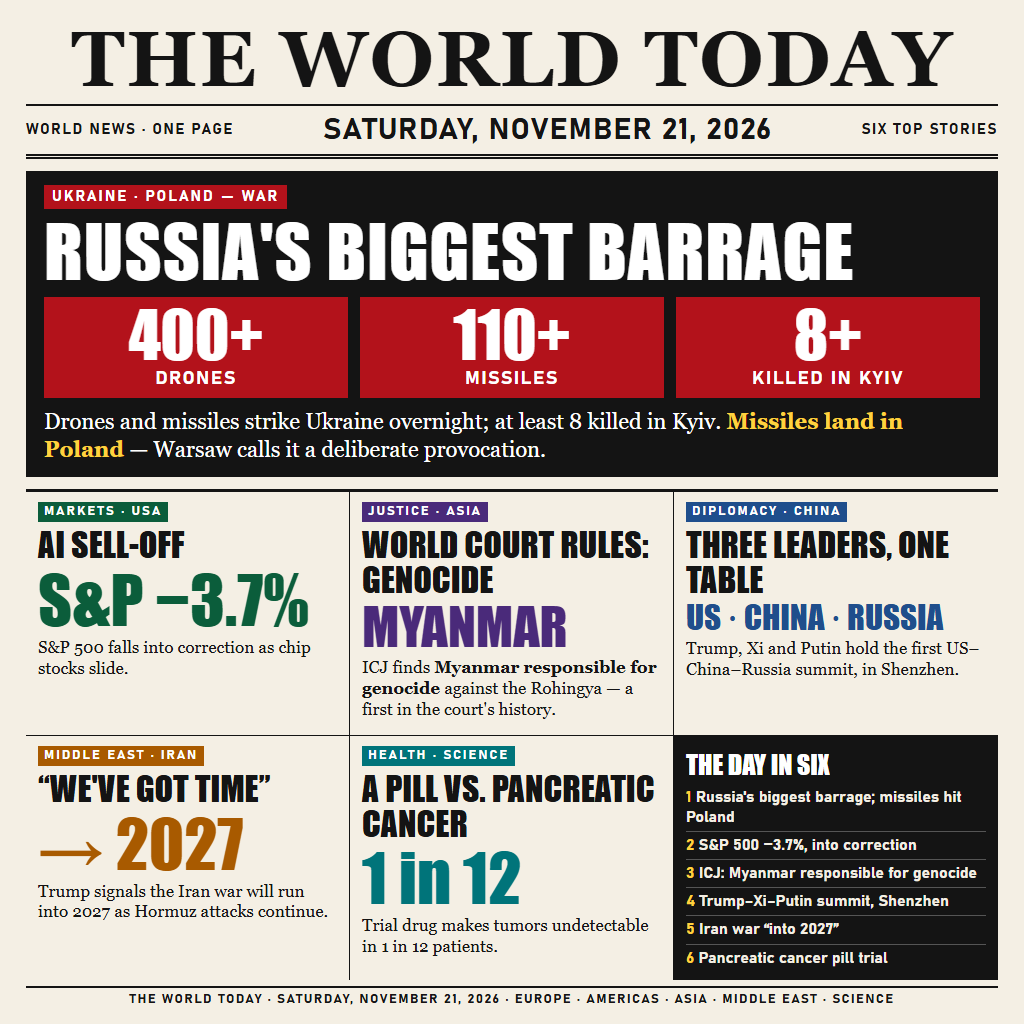 THE WORLD TODAY
WORLD NEWS · ONE PAGE
SATURDAY, NOVEMBER 21, 2026
SIX TOP STORIES
UKRAINE · POLAND — WAR
RUSSIA'S BIGGEST BARRAGE
400+
DRONES
110+
MISSILES
8+
KILLED IN KYIV
Drones and missiles strike Ukraine overnight; at least 8 killed in Kyiv. Missiles land in
Poland — Warsaw calls it a deliberate provocation.
MARKETS · USA
AI SELL-OFF
S&P −3.7%
S&P 500 falls into correction as chip
stocks slide.
JUSTICE · ASIA
WORLD COURT RULES:
GENOCIDE
MYANMAR
ICJ finds Myanmar responsible for
genocide against the Rohingya — a
first in the court's history.
DIPLOMACY · CHINA
THREE LEADERS, ONE
TABLE
US · CHINA · RUSSIA
Trump, Xi and Putin hold the first US–
China–Russia summit, in Shenzhen.
MIDDLE EAST · IRAN
“WE'VE GOT TIME”
→ 2027
Trump signals the Iran war will run
into 2027 as Hormuz attacks continue.
HEALTH · SCIENCE
A PILL VS. PANCREATIC
CANCER
1 in 12
Trial drug makes tumors undetectable
in 1 in 12 patients.
THE DAY IN SIX
1 Russia's biggest barrage; missiles hit
Poland
2 S&P 500 −3.7%, into correction
3 ICJ: Myanmar responsible for genocide
4 Trump–Xi–Putin summit, Shenzhen
5 Iran war “into 2027”
6 Pancreatic cancer pill trial
THE WORLD TODAY · SATURDAY, NOVEMBER 21, 2026 · EUROPE · AMERICAS · ASIA · MIDDLE EAST · SCIENCE